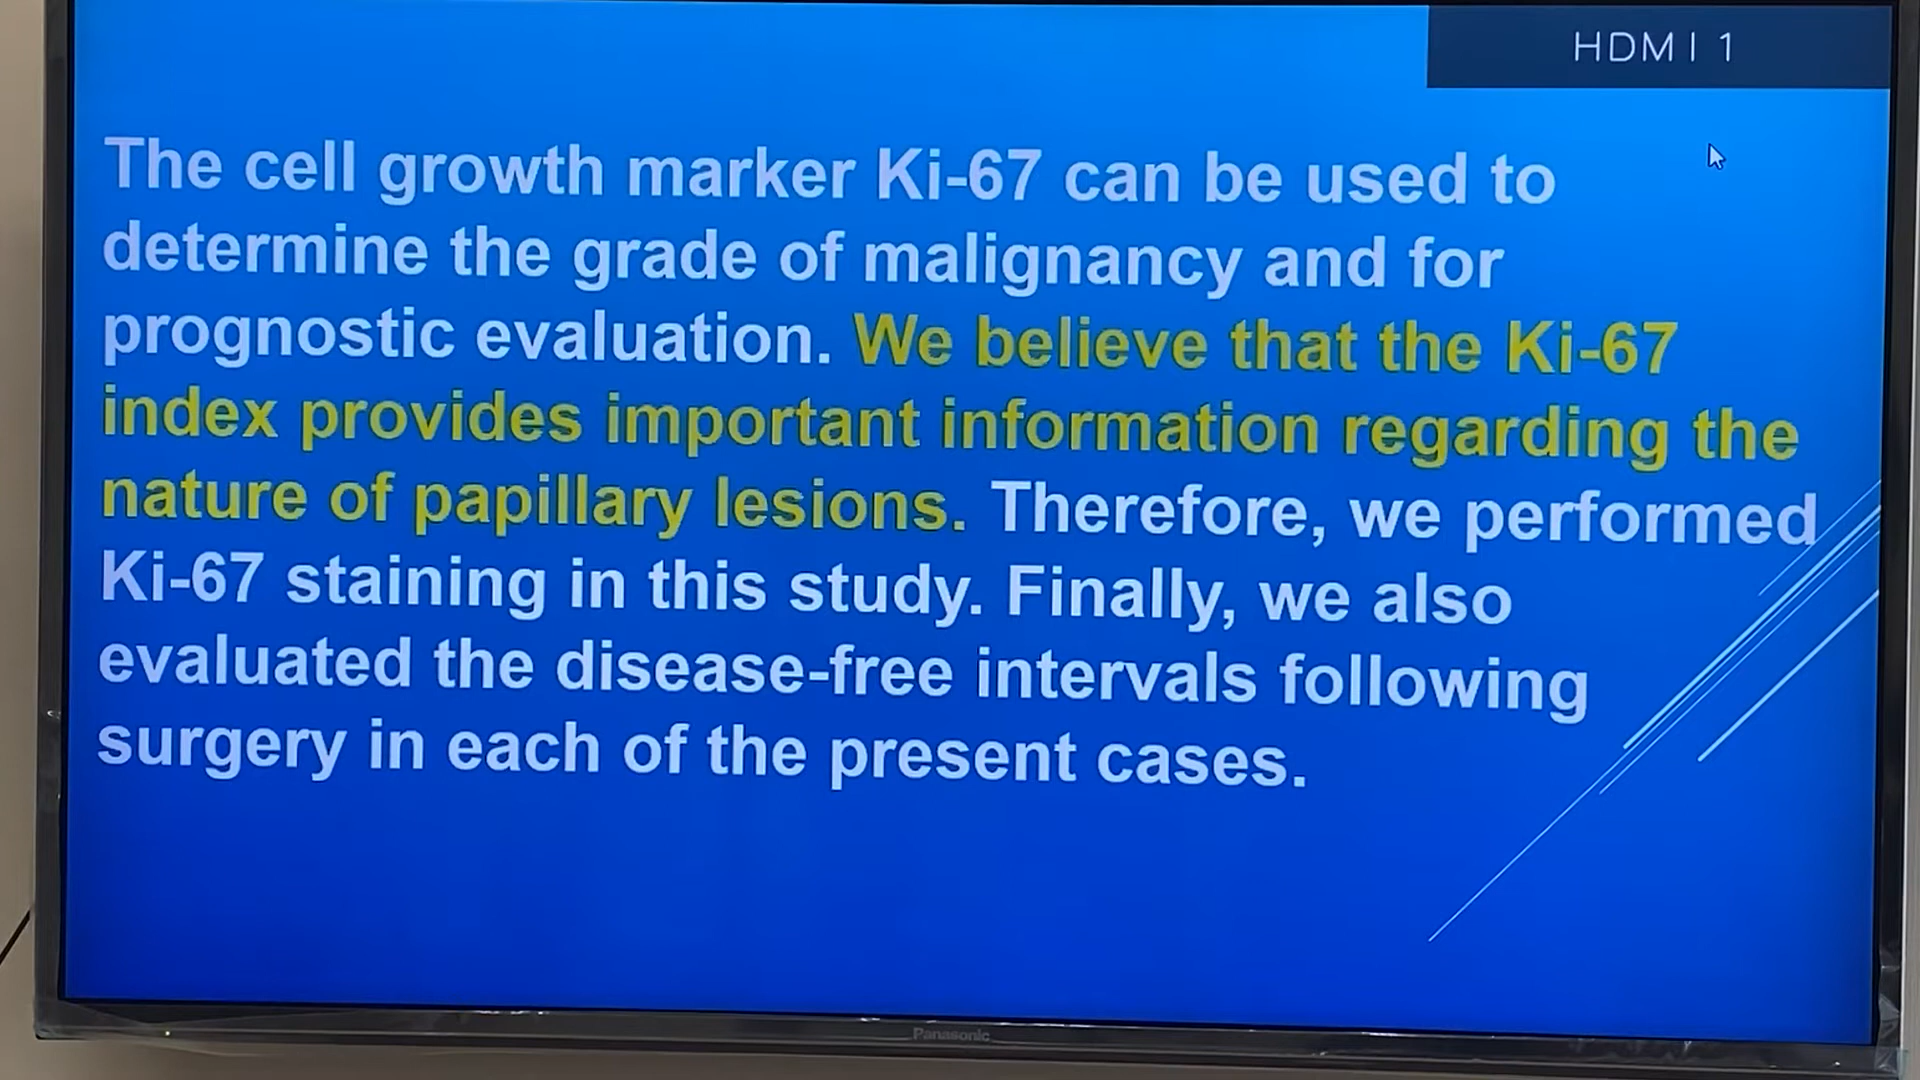 HDMI 1
The cell growth marker Ki-67 can be used to
determine the grade of malignancy and for
prognostic evaluation. We believe that the Ki-67
index provides important information regarding the
nature of papillary lesions. Therefore, we performed
Ki-67 staining in this study. Finally, we also
evaluated the disease-free intervals following
surgery in each of the present cases.
Panasonic